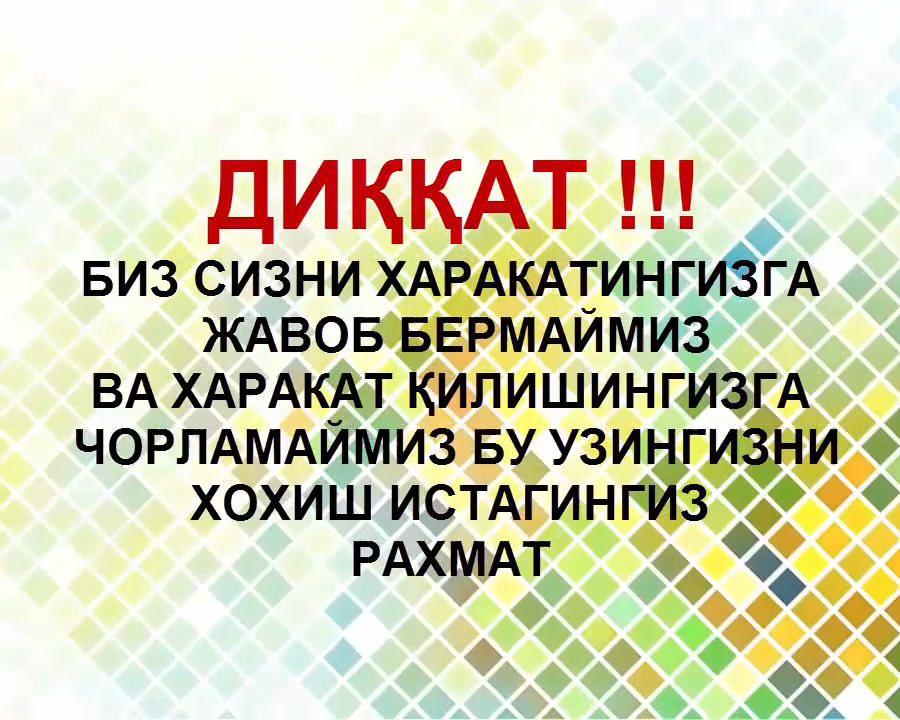 ДИҚҚАТ !!!
БИЗ СИЗНИ ХАРАКАТИНГИЗГА
ЖАВОБ БЕРМАЙМИЗ
ВА ХАРАКАТ ҚИЛИШИНГИЗГА
ЧОРЛАМАЙМИЗ БУ УЗИНГИЗНИ
ХОХИШ ИСТАГИНГИЗ
РАХМАТ